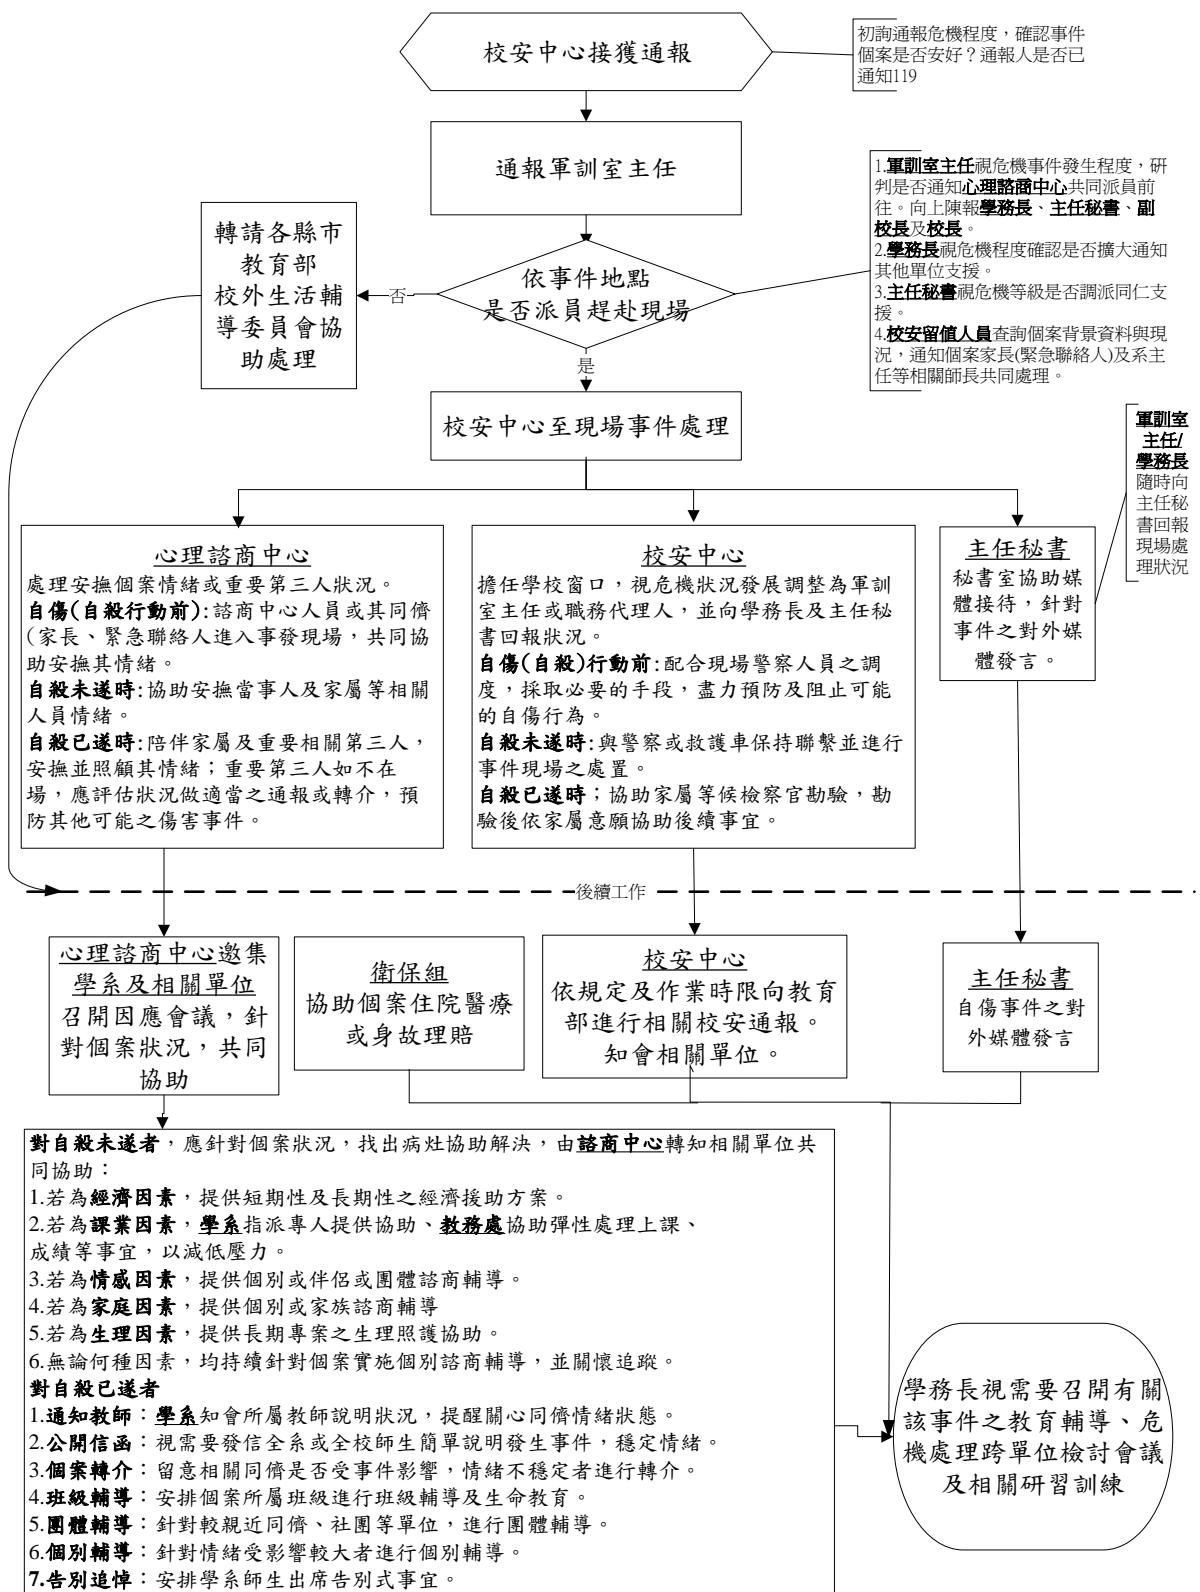 校安中心接獲通報
初詢通報危機程度，確認事件
個案是否安好？通報人是否已
通知119
通報軍訓室主任
1.軍訓室主任視危機事件發生程度，研
判是否通知心理諮商中心共同派員前
往。向上陳報學務長、主任秘書、副
校長及校長。
2.學務長視危機程度確認是否擴大通知
其他單位支援。
3.主任秘書視危機等級是否調派同仁支
援。
4.校安留值人員查詢個案背景資料與現
況，通知個案家長(緊急聯絡人)及系主
任等相關師長共同處理。
依事件地點
是否派員趕赴現場
否
轉請各縣市
教育部
校外生活輔
導委員會協
助處理
是
校安中心至現場事件處理
軍訓室
主任/
學務長
隨時向
主任秘
書回報
現場處
理狀況
心理諮商中心
處理安撫個案情緒或重要第三人狀況。
自傷(自殺行動前):諮商中心人員或其同儕
(家長、緊急聯絡人進入事發現場，共同協
助安撫其情緒。
自殺未遂時:協助安撫當事人及家屬等相關
人員情緒。
自殺已遂時:陪伴家屬及重要相關第三人，
安撫並照顧其情緒；重要第三人如不在
場，應評估狀況做適當之通報或轉介，預
防其他可能之傷害事件。
校安中心
擔任學校窗口，視危機狀況發展調整為軍訓
室主任或職務代理人，並向學務長及主任秘
書回報狀況。
自傷(自殺)行動前:配合現場警察人員之調
度，採取必要的手段，盡力預防及阻止可能
的自傷行為。
自殺未遂時:與警察或救護車保持聯繫並進行
事件現場之處置。
自殺已遂時；協助家屬等候檢察官勘驗，勘
驗後依家屬意願協助後續事宜。
主任秘書
秘書室協助媒
體接待，針對
事件之對外媒
體發言。
後續工作
心理諮商中心邀集
學系及相關單位
召開因應會議，針
對個案狀況，共同
協助
衛保組
協助個案住院醫療
或身故理賠
校安中心
依規定及作業時限向教育
部進行相關校安通報。
知會相關單位。
主任秘書
自傷事件之對
外媒體發言
對自殺未遂者，應針對個案狀況，找出病灶協助解決，由諮商中心轉知相關單位共
同協助：
1.若為經濟因素，提供短期性及長期性之經濟援助方案。
2.若為課業因素，學系指派專人提供協助、教務處協助彈性處理上課、
成績等事宜，以減低壓力。
3.若為情感因素，提供個別或伴侶或團體諮商輔導。
4.若為家庭因素，提供個別或家族諮商輔導
5.若為生理因素，提供長期專案之生理照護協助。
6.無論何種因素，均持續針對個案實施個別諮商輔導，並關懷追蹤。
對自殺已遂者
1.通知教師：學系知會所屬教師說明狀況，提醒關心同儕情緒狀態。
2.公開信函：視需要發信全系或全校師生簡單說明發生事件，穩定情緒。
3.個案轉介：留意相關同儕是否受事件影響，情緒不穩定者進行轉介。
4.班級輔導：安排個案所屬班級進行班級輔導及生命教育。
5.團體輔導：針對較親近同儕、社團等單位，進行團體輔導。
6.個別輔導：針對情緒受影響較大者進行個別輔導。
7.告別追悼：安排學系師生出席告別式事宜。
學務長視需要召開有關
該事件之教育輔導、危
機處理跨單位檢討會議
及相關研習訓練